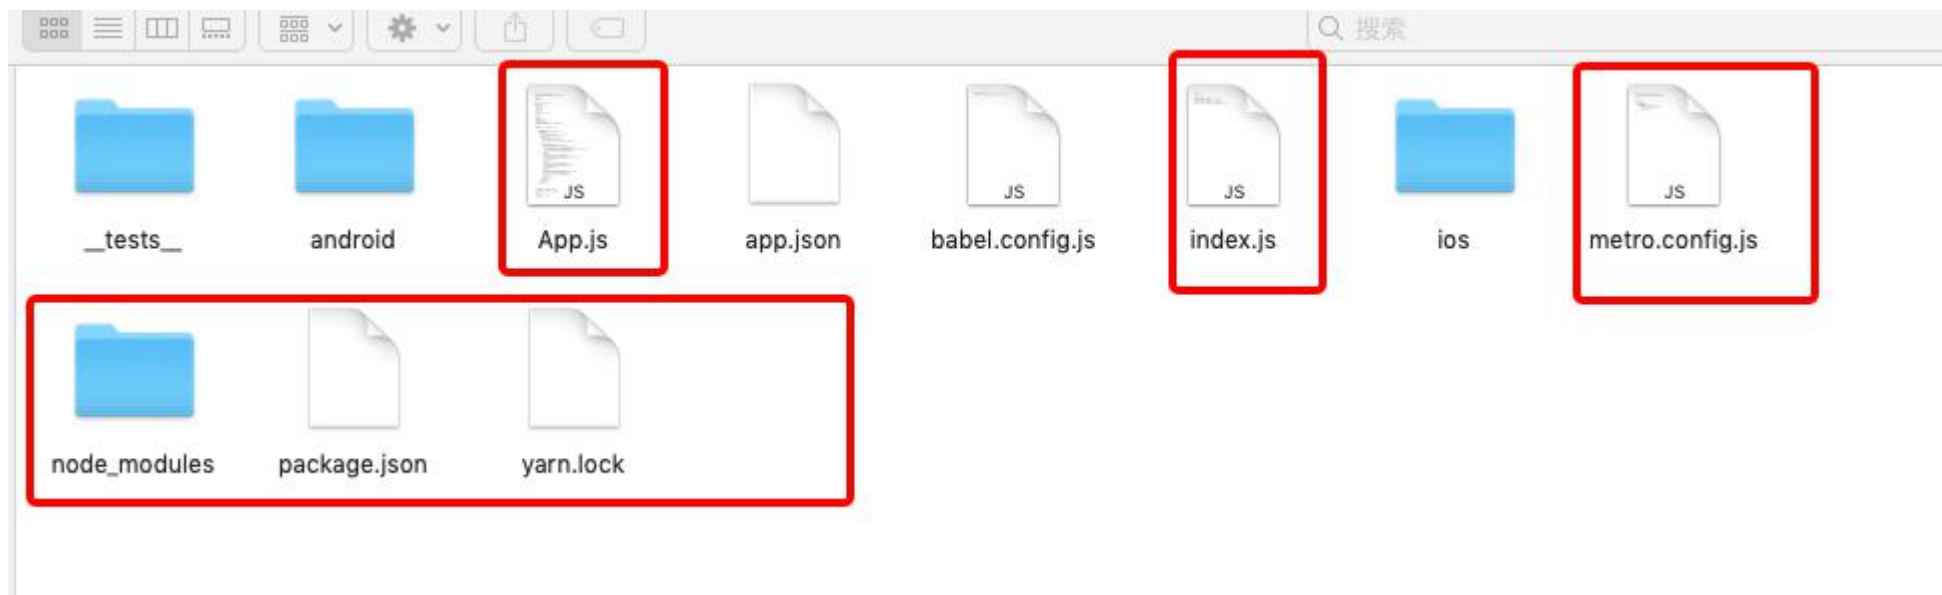 搜索
JS
JS
JS
JS
__tests__ android App.js app.json babel.config.js index.js ios metro.config.js
node_modules package.json yarn.lock